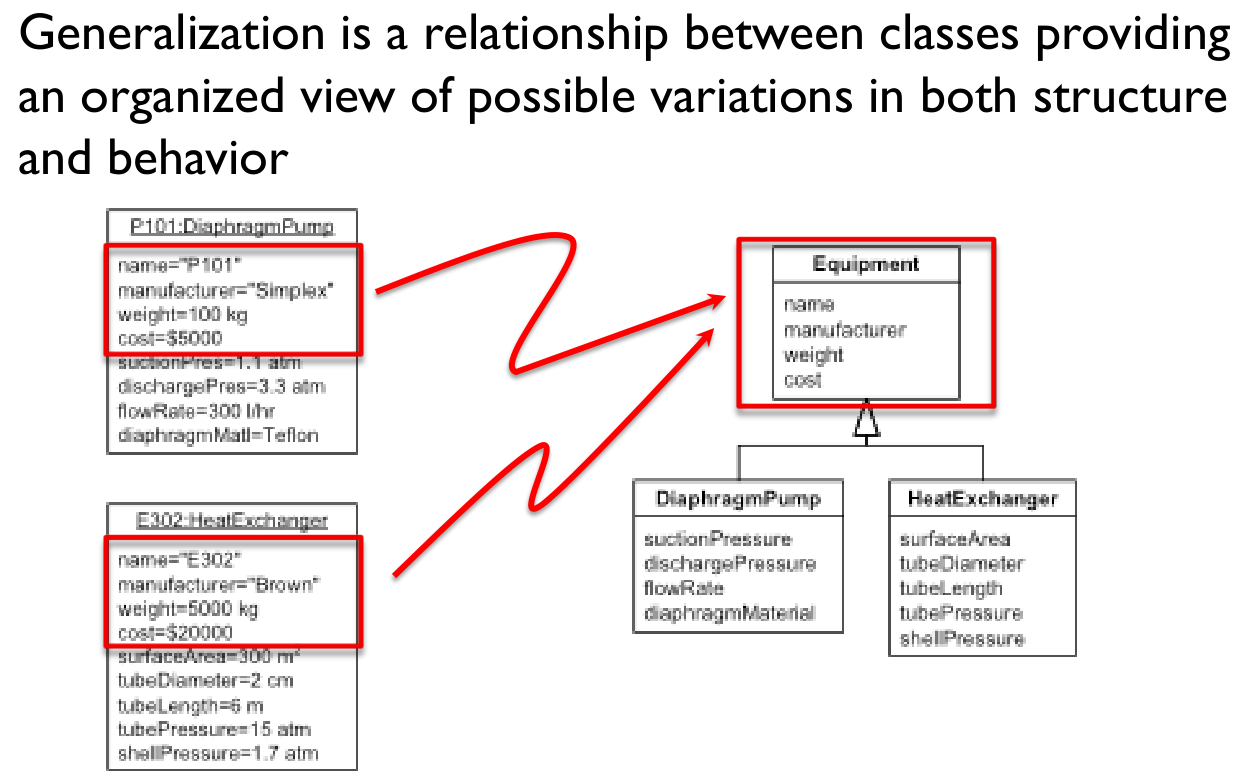 Generalization is a relationship between classes providing
an organized view of possible variations in both structure
and behavior
P101:DiaphragmPump
name="P101"
manufacturer="Simplex"
weight=100 kg
cost=$5000
suctionPres=1.1 atm
dischargePres=3.3 atm
flowRate=300 l/hr
diaphragmMatl=Teflon
E302:HeatExchanger
name="E302"
manufacturer="Brown"
weight=5000 kg
cost=$20000
surfaceArea=300 m²
tubeDiameter=2 cm
tubeLength=6 m
tubePressure=15 atm
shellPressure=1.7 atm
Equipment
name
manufacturer
weight
cost
DiaphragmPump
suctionPressure
dischargePressure
flowRate
diaphragmMaterial
HeatExchanger
surfaceArea
tubeDiameter
tubeLength
tubePressure
shellPressure